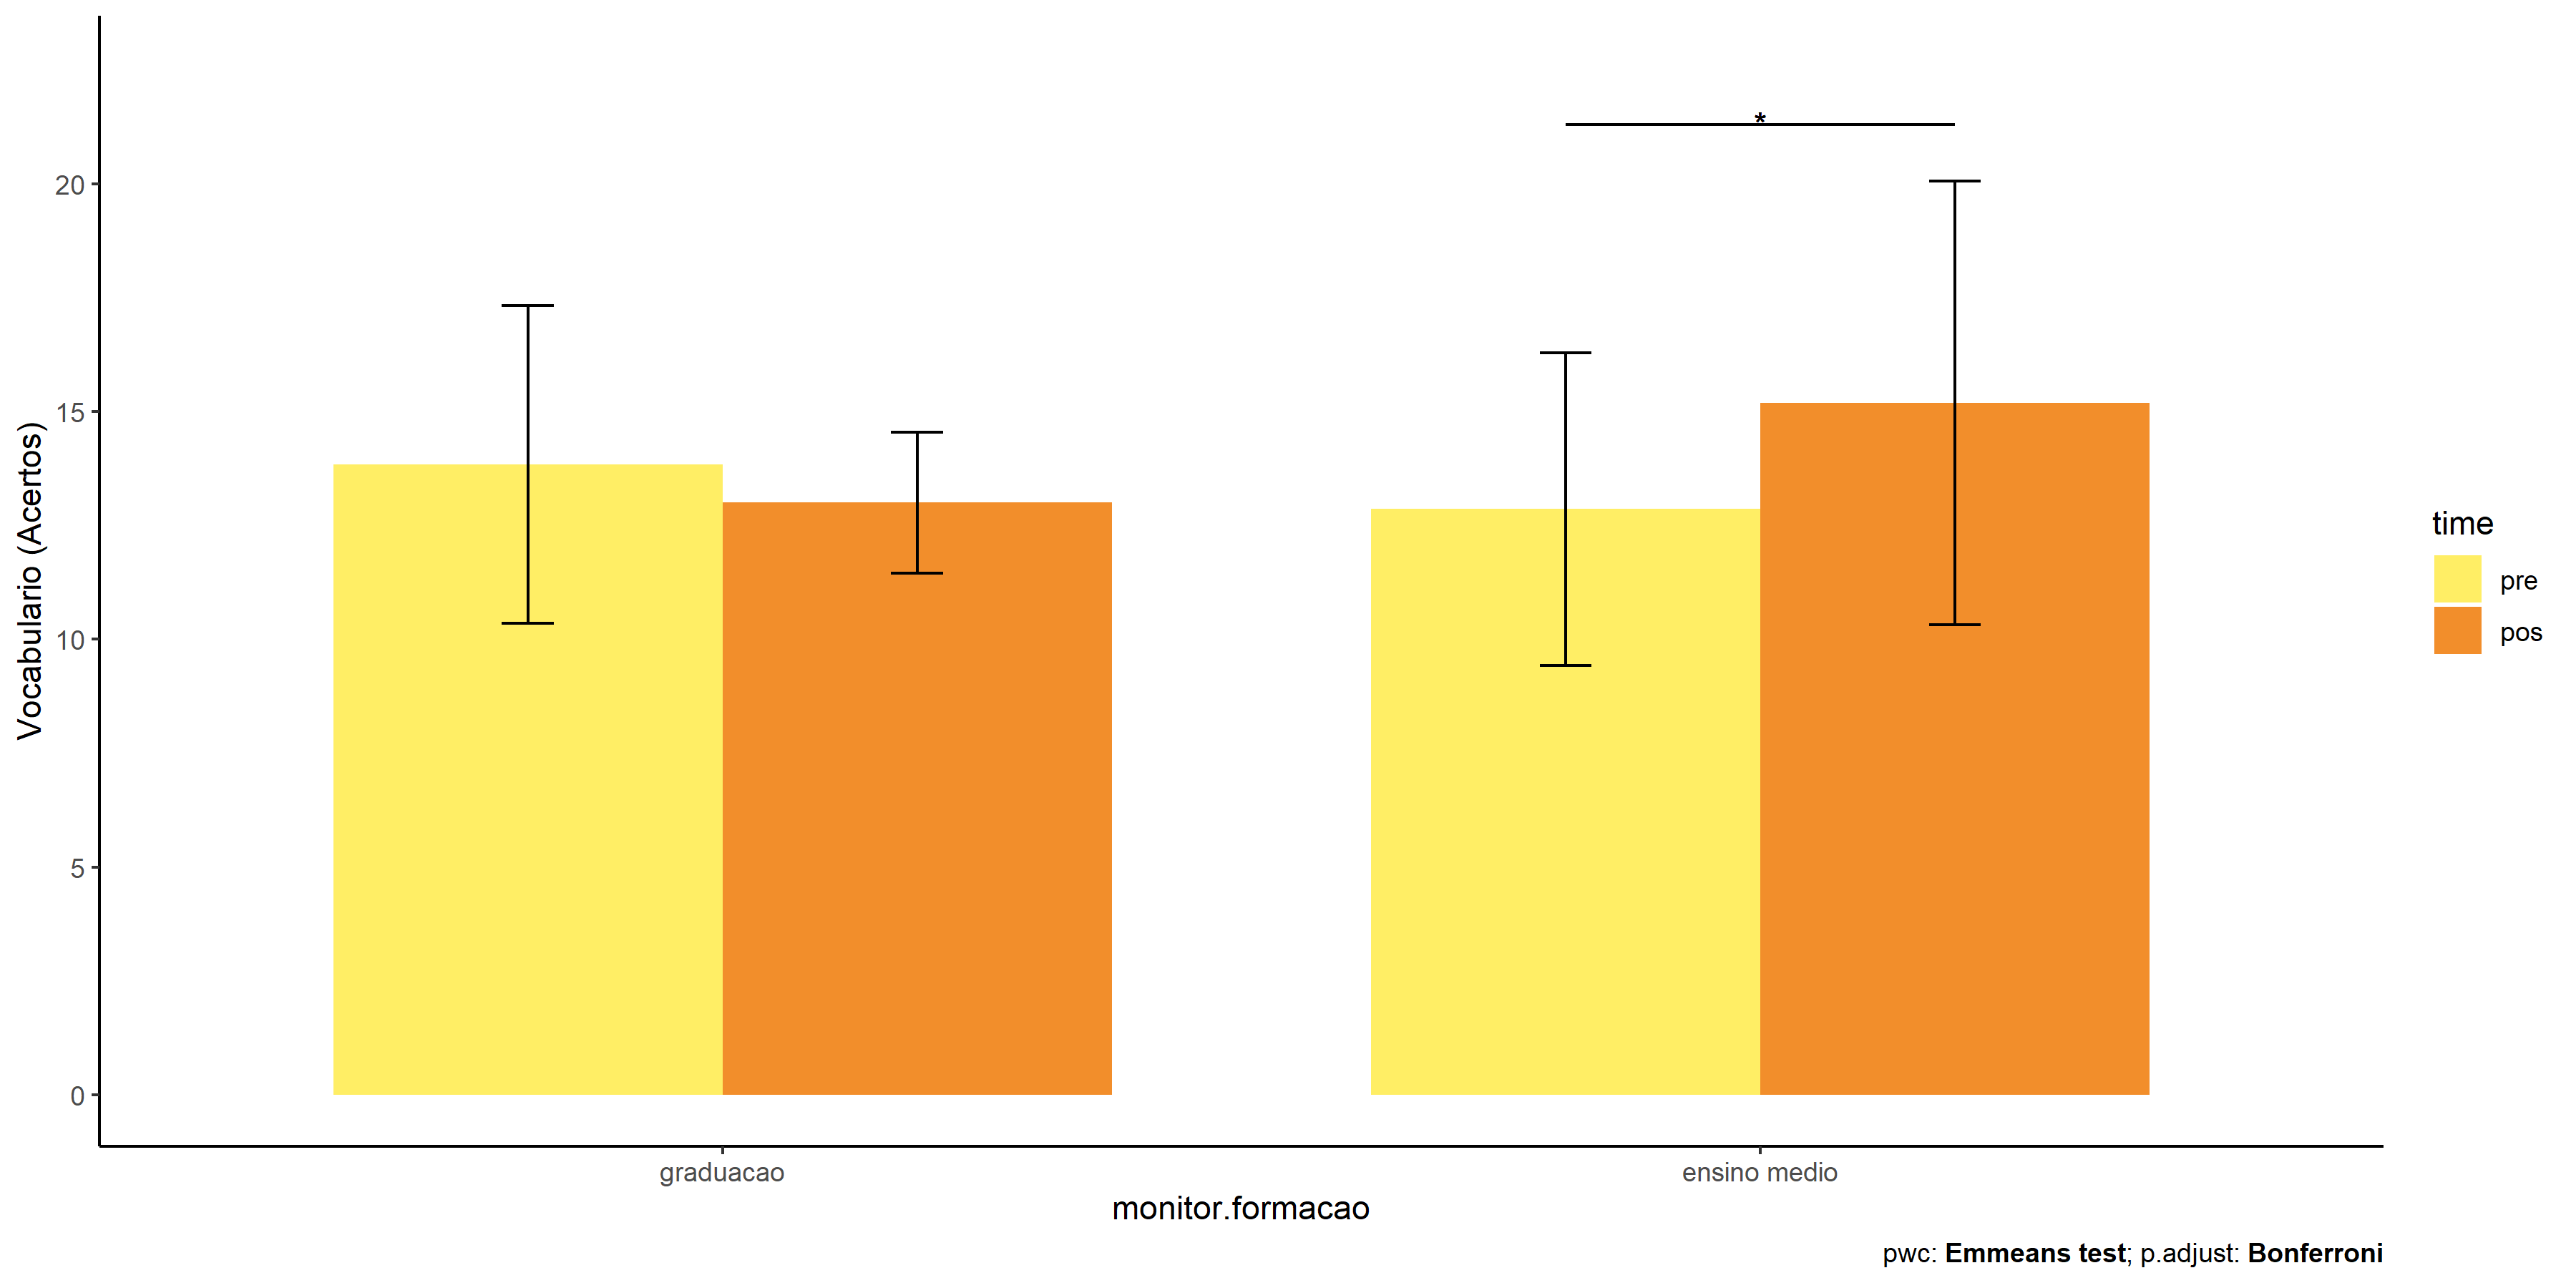 *
20
15
10
5
0
Vocabulario (Acertos)
graduacao
ensino medio
monitor.formacao
time
pre
pos
pwc: Emmeans test; p.adjust: Bonferroni